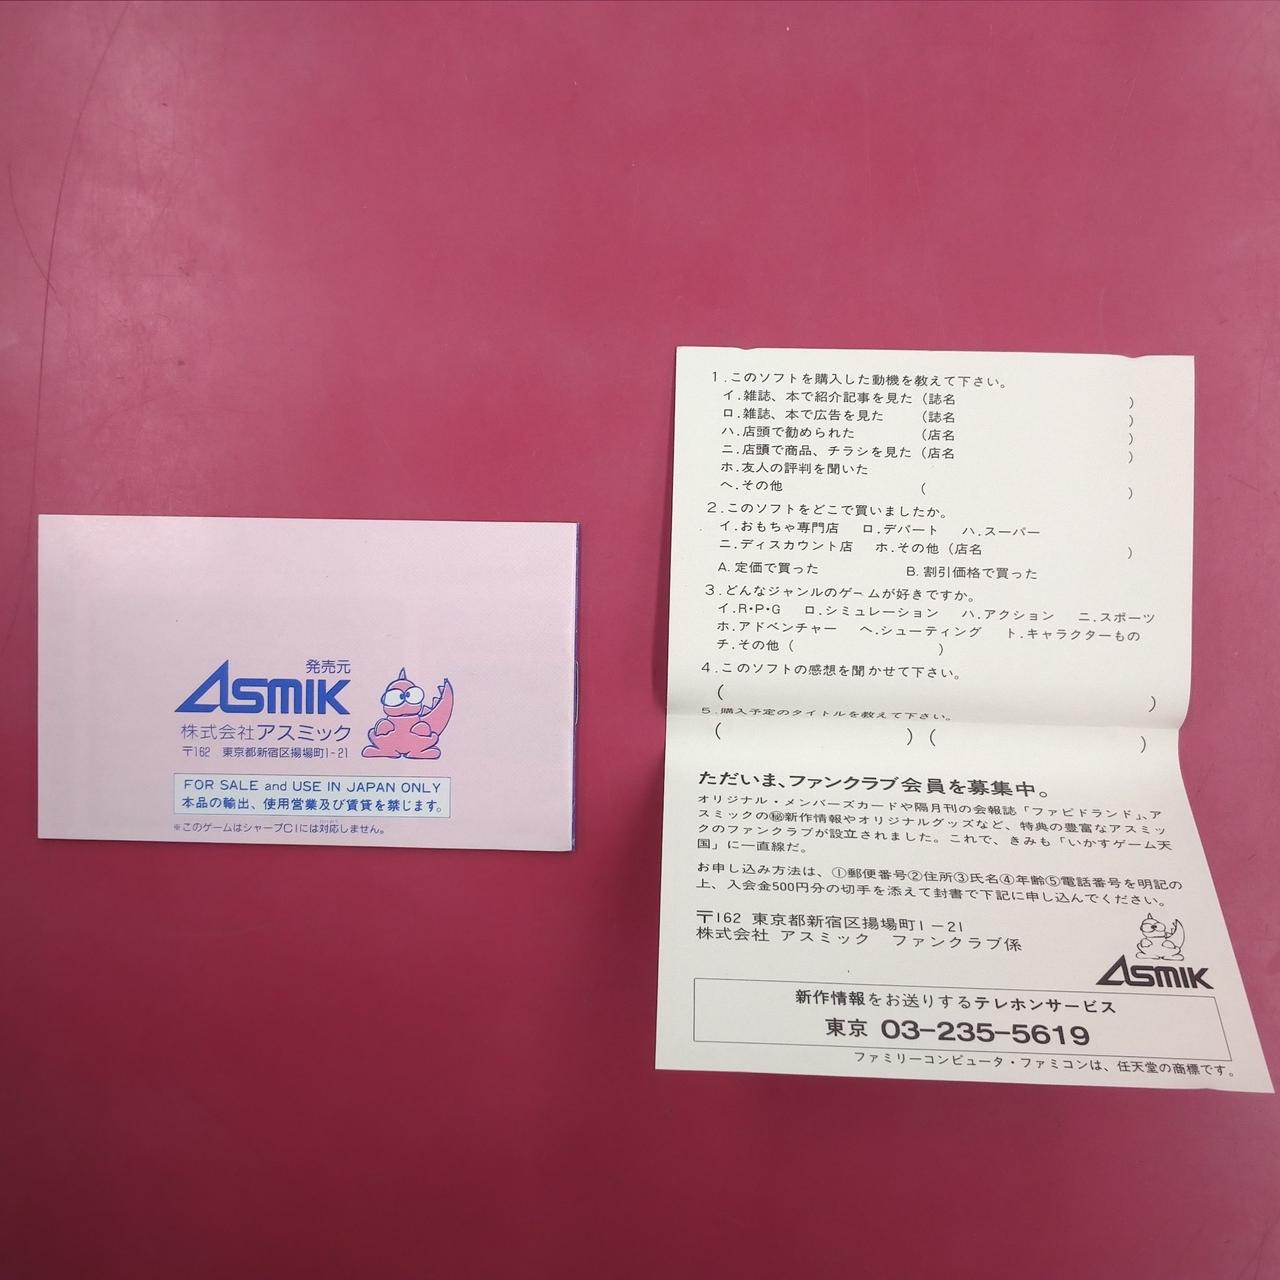 発売元
ASMIK
株式会社アスミック
〒162 東京都新宿区揚場町1-21
FOR SALE and USE IN JAPAN ONLY
本品の輸出、使用営業及び賃貸を禁じます。
※このゲームはシャープC1には対応しません。
1.このソフトを購入した動機を教えて下さい。
イ.雑誌、本で紹介記事を見た（誌名　）
ロ.雑誌、本で広告を見た（誌名　）
ハ.店頭で勧められた（店名　）
ニ.店頭で商品、チラシを見た（店名　）
ホ.友人の評判を聞いた
ヘ.その他（　）
2.このソフトをどこで買いましたか。
イ.おもちゃ専門店 ロ.デパート ハ.スーパー
ニ.ディスカウント店 ホ.その他（店名　）
A.定価で買った B.割引価格で買った
3.どんなジャンルのゲームが好きですか。
イ.R・P・G ロ.シミュレーション ハ.アクション ニ.スポーツ
ホ.アドベンチャー ヘ.シューティング ト.キャラクターもの
チ.その他（　）
4.このソフトの感想を聞かせて下さい。
（　）
5.購入予定のタイトルを教えて下さい。
（　）（　）
ただいま、ファンクラブ会員を募集中。
オリジナル・メンバーズカードや隔月刊の会報誌「ファビドランド」、ア
スミックの㊙新作情報やオリジナルグッズなど、特典の豊富なアスミッ
クのファンクラブが設立されました。これで、きみも「いかすゲーム天
国」に一直線だ。
お申し込み方法は、①郵便番号②住所③氏名④年齢⑤電話番号を明記の
上、入会金500円分の切手を添えて封書で下記に申し込んでください。
〒162 東京都新宿区揚場町1-21
株式会社 アスミック ファンクラブ係
ASMIK
新作情報をお送りするテレホンサービス
東京 03-235-5619
ファミリーコンピュータ・ファミコンは、任天堂の商標です。